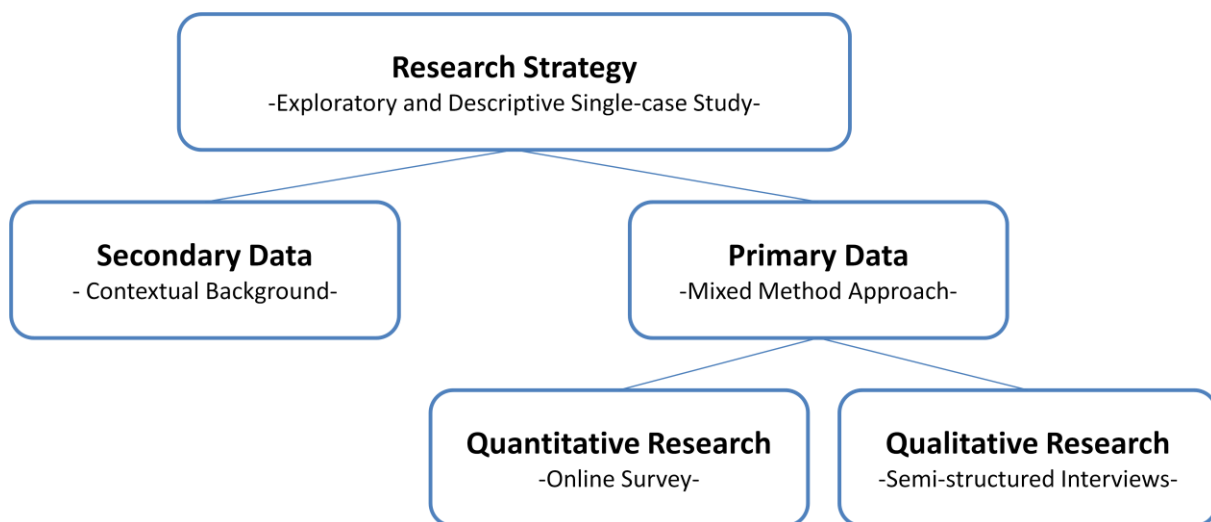 Research Strategy
-Exploratory and Descriptive Single-case Study-
Secondary Data
- Contextual Background-
Primary Data
-Mixed Method Approach-
Quantitative Research
-Online Survey-
Qualitative Research
-Semi-structured Interviews-